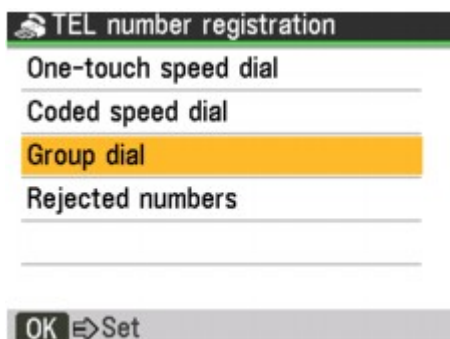 TEL number registration
One-touch speed dial
Coded speed dial
Group dial
Rejected numbers
OK Set